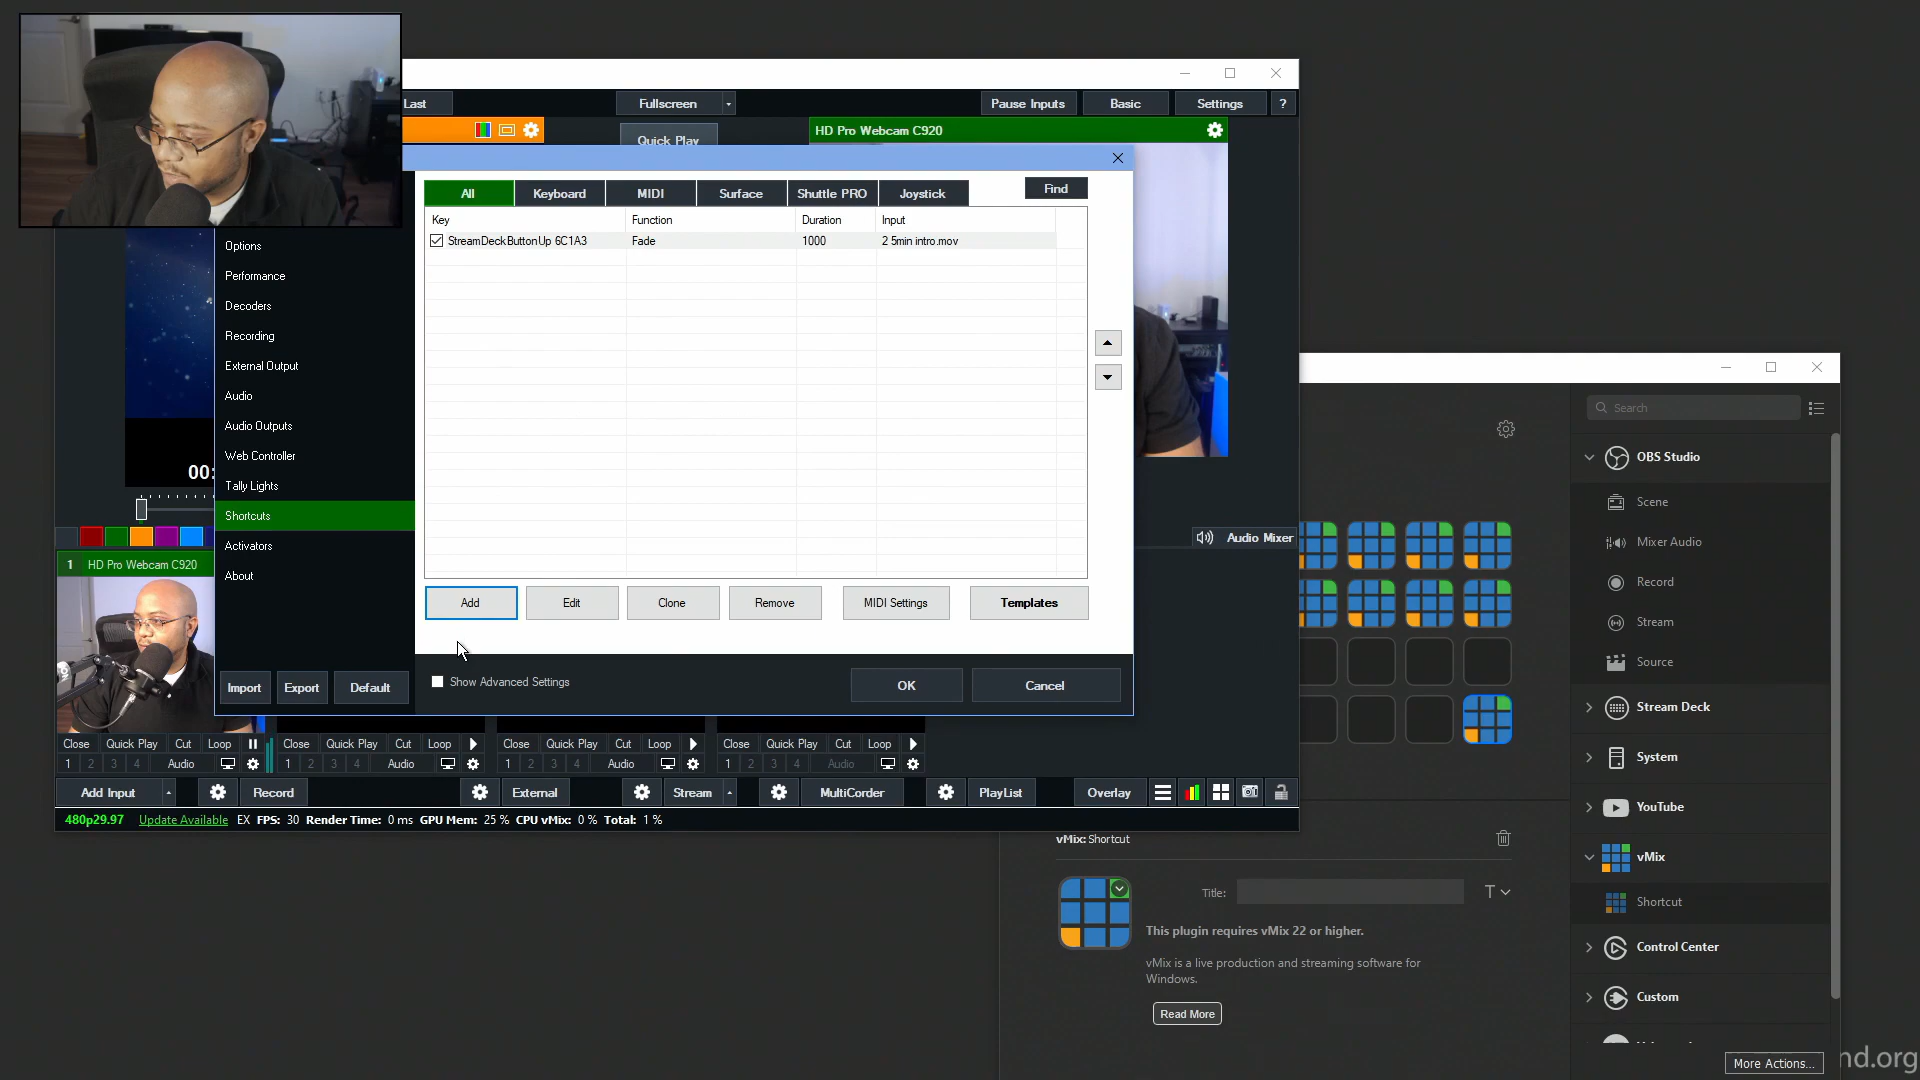 Last
Fullscreen
Pause Inputs
Basic
Settings
?
Quick Play
HD Pro Webcam C920
All
Keyboard
MIDI
Surface
Shuttle PRO
Joystick
Find
Key
Function
Duration
Input
StreamDeckButtonUp 6C1A3
Fade
1000
2 5min intro.mov
Options
Performance
Decoders
Recording
External Output
Audio
Audio Outputs
Web Controller
Tally Lights
Shortcuts
Activators
About
00:
Add
Edit
Clone
Remove
MIDI Settings
Templates
Import
Export
Default
Show Advanced Settings
OK
Cancel
Audio Mixer
1 HD Pro Webcam C920
Close Quick Play Cut Loop
1 2 3 4 Audio
Close Quick Play Cut Loop
1 2 3 4 Audio
Close Quick Play Cut Loop
1 2 3 4 Audio
Close Quick Play Cut Loop
1 2 3 4 Audio
Add Input
Record
External
Stream
MultiCorder
PlayList
Overlay
480p29.97 Update Available EX FPS: 30 Render Time: 0 ms GPU Mem: 25 % CPU vMix: 0 % Total: 1 %
Search
OBS Studio
Scene
Mixer Audio
Record
Stream
Source
Stream Deck
System
YouTube
vMix
Shortcut
Control Center
Custom
More Actions...
vMix: Shortcut
Title:
T
This plugin requires vMix 22 or higher.
vMix is a live production and streaming software for
Windows.
Read More
nd.org